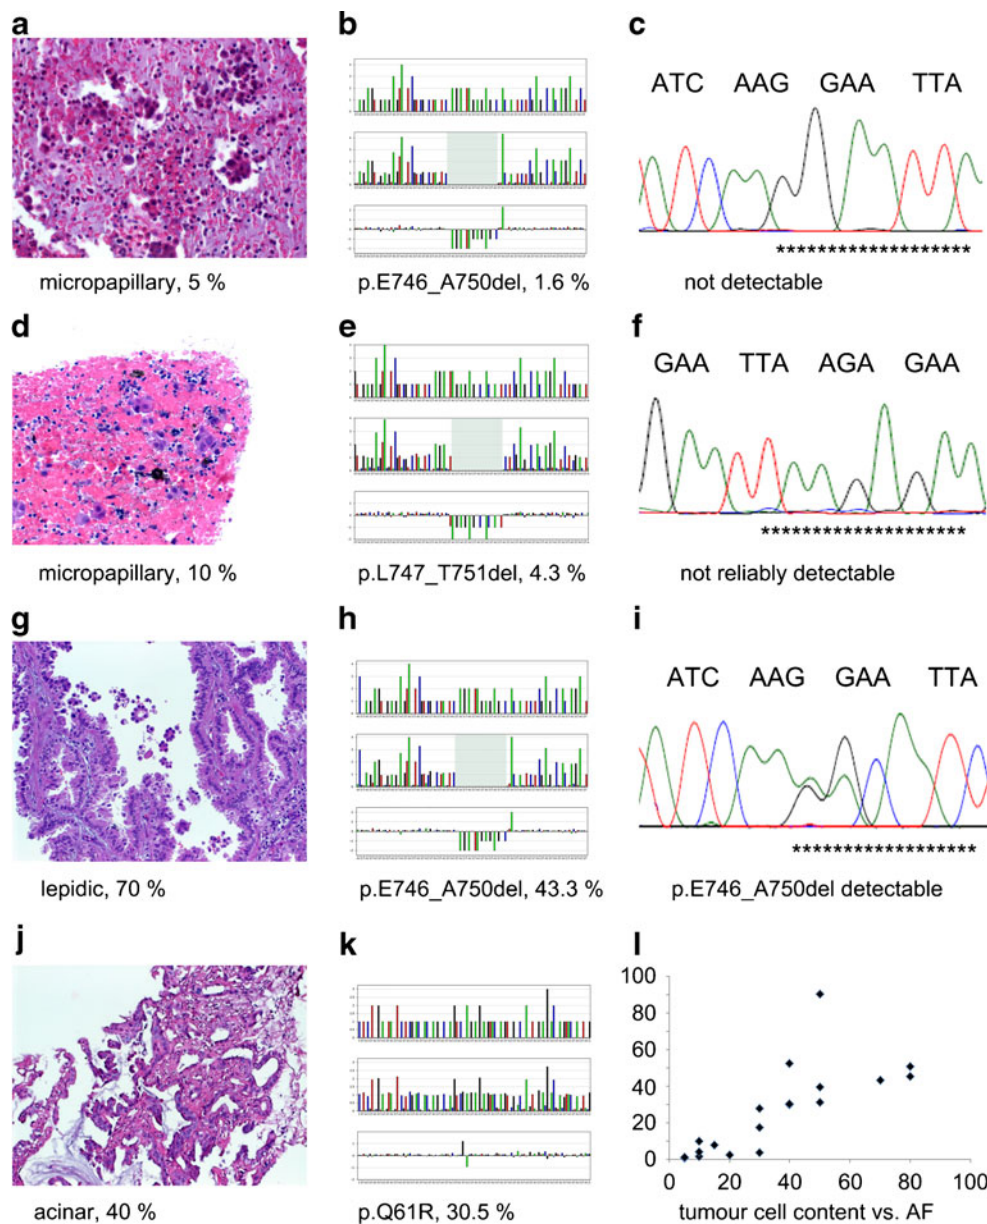 a b c
ATC AAG GAA TTA
*******************
micropapillary, 5 %
p.E746_A750del, 1.6 %
not detectable
d e f
GAA TTA AGA GAA
********************
micropapillary, 10 %
p.L747_T751del, 4.3 %
not reliably detectable
g h i
ATC AAG GAA TTA
******************
lepidic, 70 %
p.E746_A750del, 43.3 %
p.E746_A750del detectable
j k l
100
80
60
40
20
0
0 20 40 60 80 100
acinar, 40 %
p.Q61R, 30.5 %
tumour cell content vs. AF